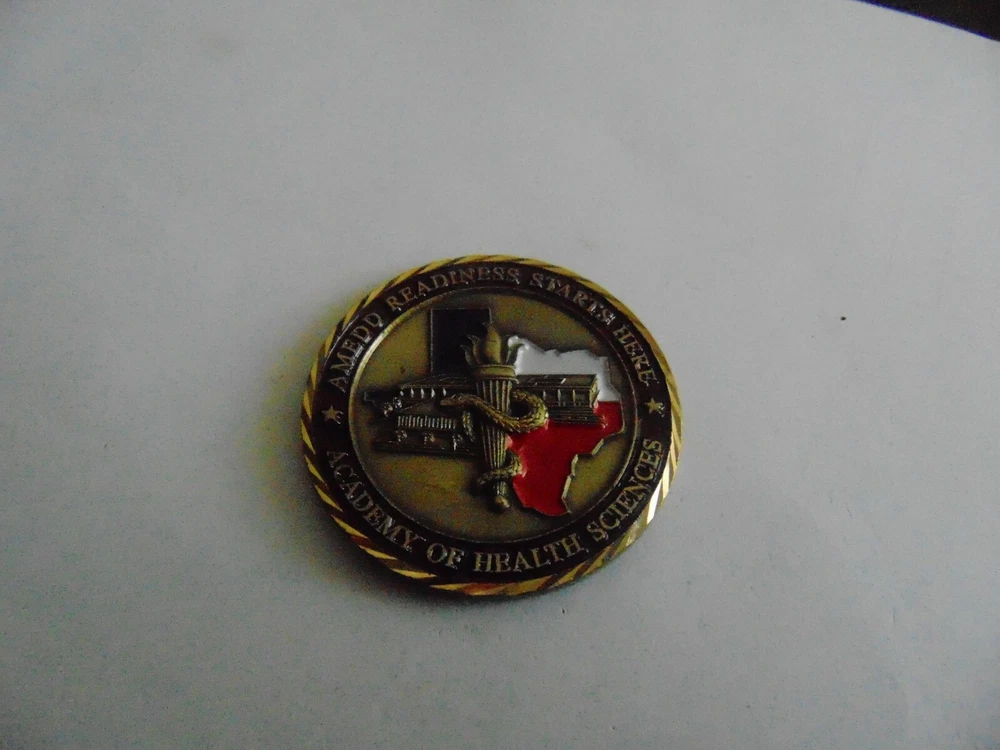 AMEDD READINESS STARTS HERE
ACADEMY OF HEALTH SCIENCES